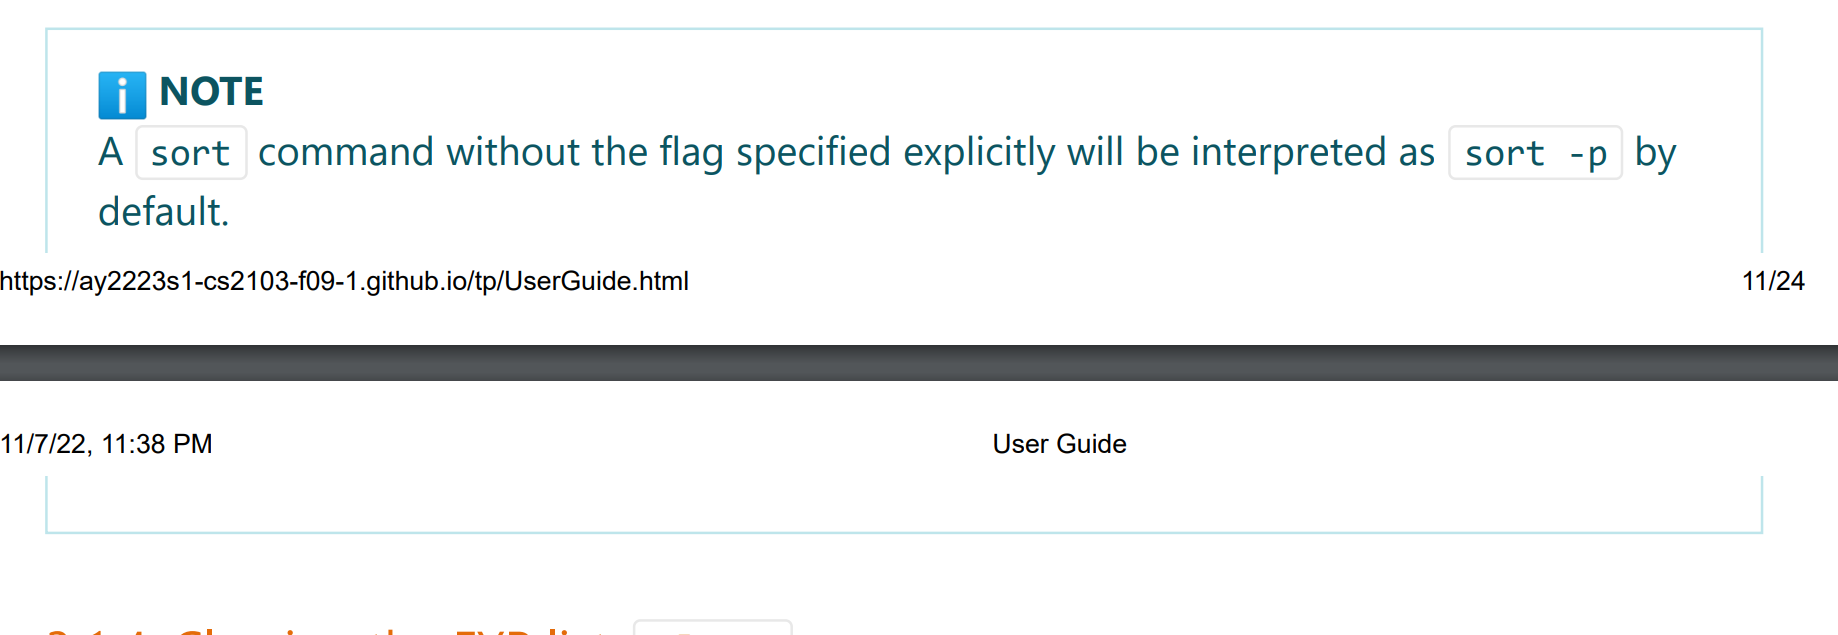 NOTE
A sort command without the flag specified explicitly will be interpreted as sort -p by
default.
https://ay2223s1-cs2103-f09-1.github.io/tp/UserGuide.html 11/24
11/7/22, 11:38 PM User Guide